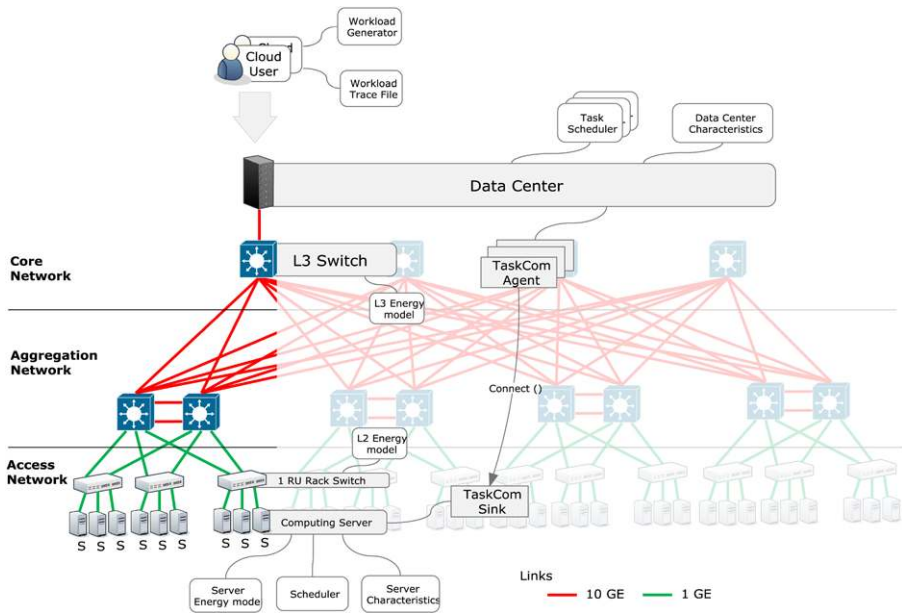 Workload
Generator
Cloud
User
Workload
Trace File
Task
Scheduler
Data Center
Characteristics
Data Center
Core
Network
L3 Switch
TaskCom
Agent
L3 Energy
model
Aggregation
Network
Connect ()
L2 Energy
model
Access
Network
1 RU Rack Switch
TaskCom
Sink
Computing Server
S S S S S S S S S
Server
Energy mode
Scheduler
Server
Characteristics
Links
10 GE
1 GE